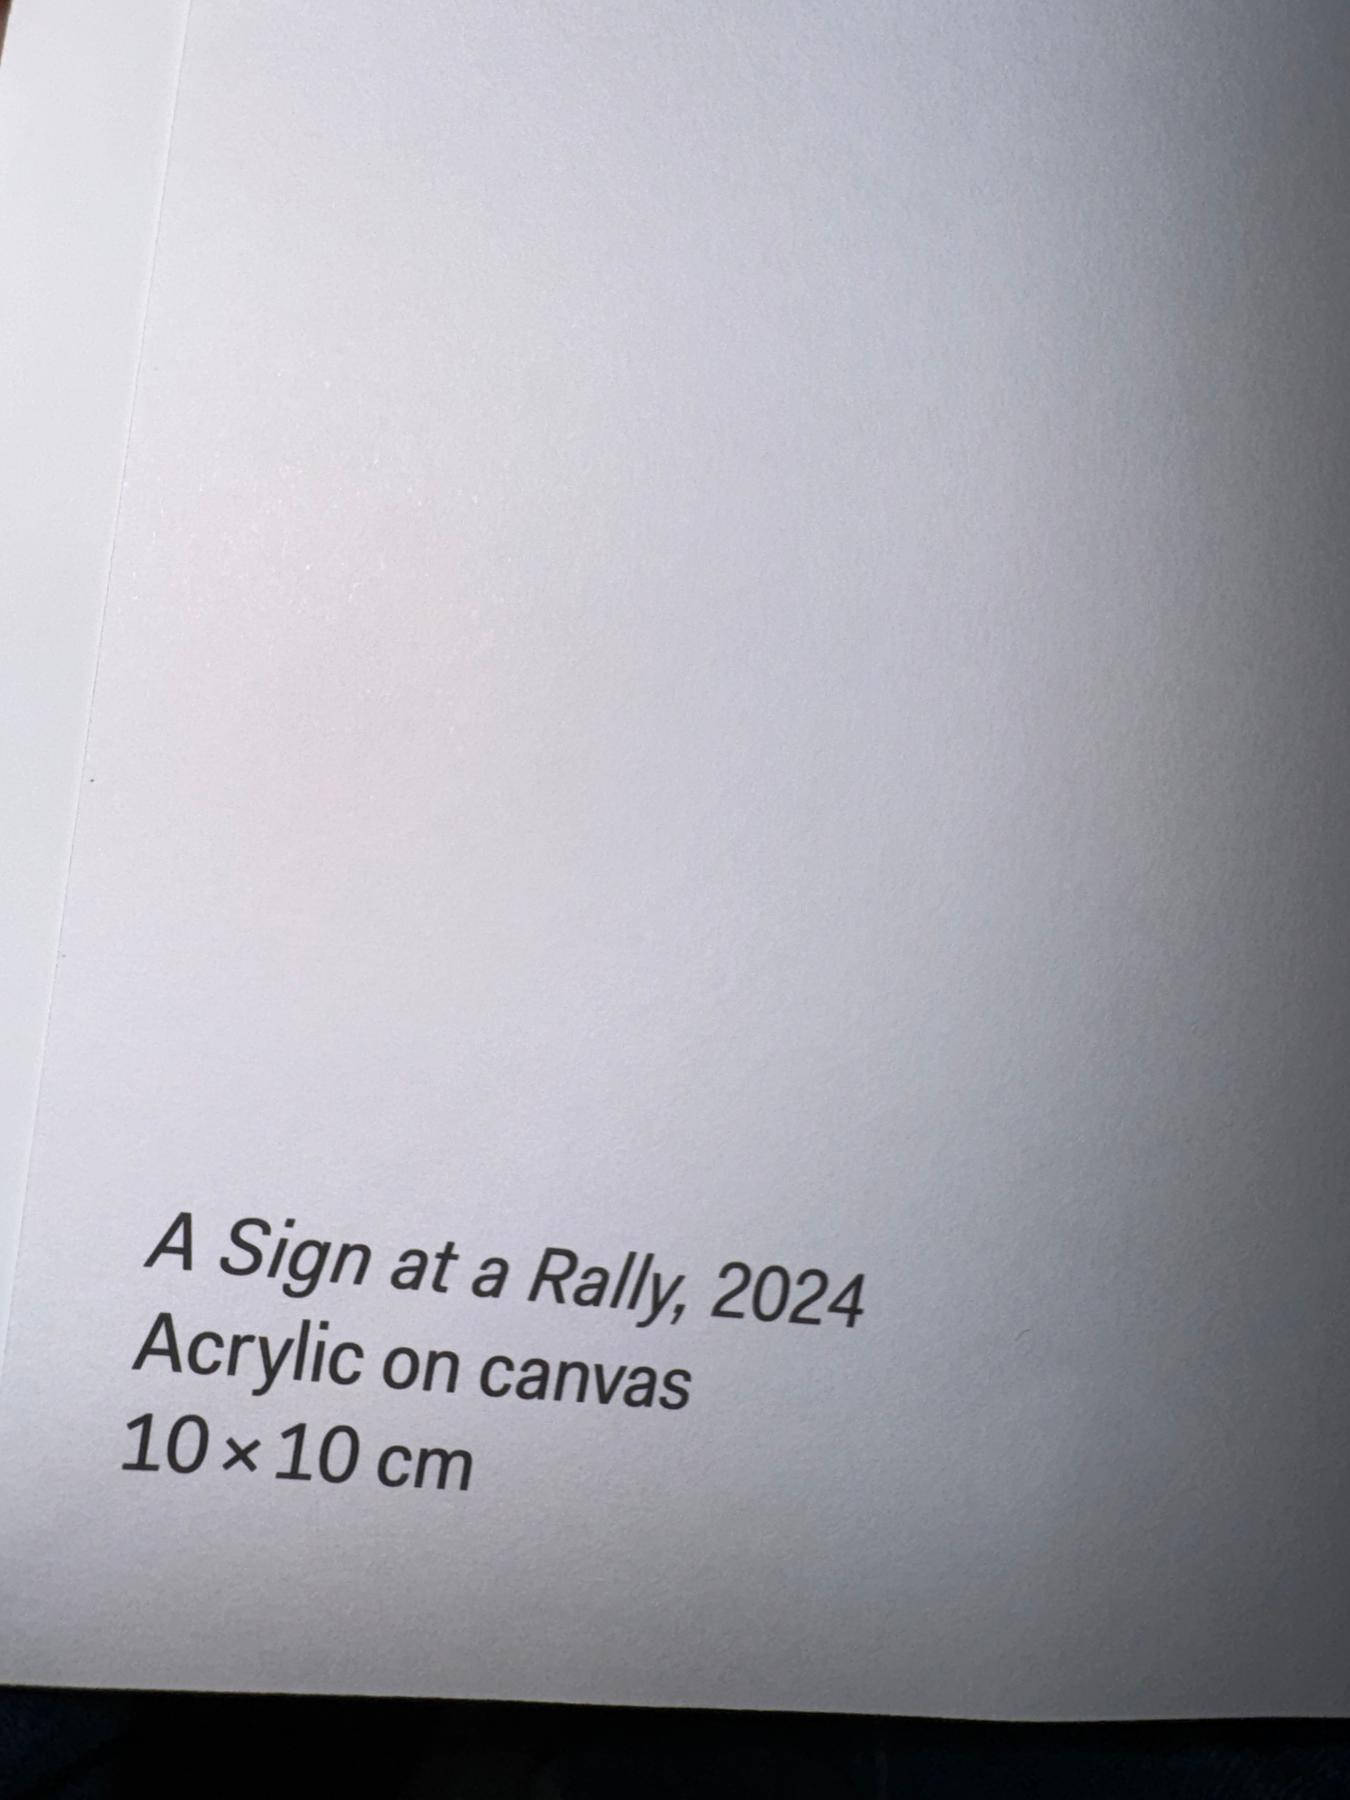 A Sign at a Rally, 2024
Acrylic on canvas
10 × 10 cm